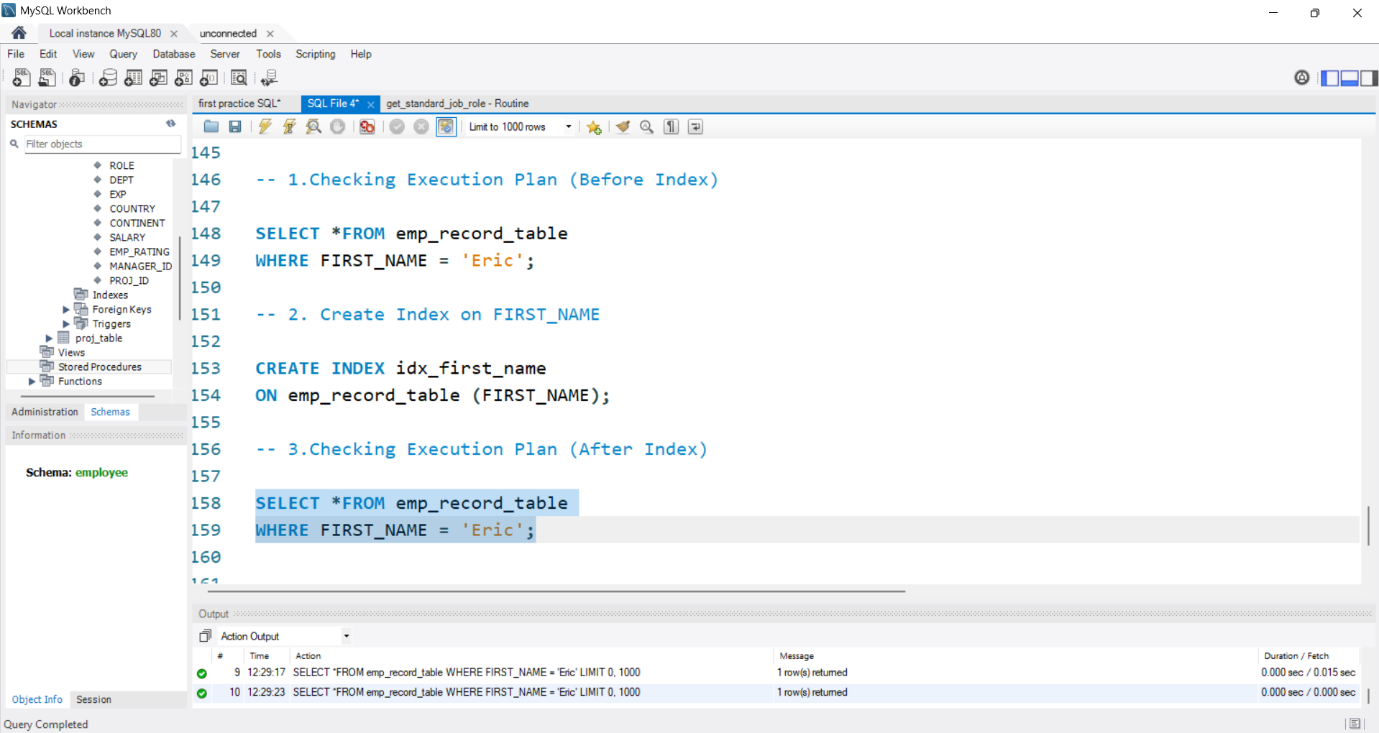 MySQL Workbench
Local instance MySQL80
unconnected
File Edit View Query Database Server Tools Scripting Help
Navigator
SCHEMAS
Filter objects
ROLE
DEPT
EXP
COUNTRY
CONTINENT
SALARY
EMP_RATING
MANAGER_ID
PROJ_ID
Indexes
Foreign Keys
Triggers
proj_table
Views
Stored Procedures
Functions
Administration Schemas
Information
Schema: employee
Object Info Session
first practice SQL* SQL File 4* get_standard_job_role - Routine
Limit to 1000 rows
145
146 -- 1.Checking Execution Plan (Before Index)
147
148 SELECT *FROM emp_record_table
149 WHERE FIRST_NAME = 'Eric';
150
151 -- 2. Create Index on FIRST_NAME
152
153 CREATE INDEX idx_first_name
154 ON emp_record_table (FIRST_NAME);
155
156 -- 3.Checking Execution Plan (After Index)
157
158 SELECT *FROM emp_record_table
159 WHERE FIRST_NAME = 'Eric';
160
161
Output
Action Output
# Time Action Message Duration / Fetch
9 12:29:17 SELECT *FROM emp_record_table WHERE FIRST_NAME = 'Eric' LIMIT 0, 1000 1 row(s) returned 0.000 sec / 0.015 sec
10 12:29:23 SELECT *FROM emp_record_table WHERE FIRST_NAME = 'Eric' LIMIT 0, 1000 1 row(s) returned 0.000 sec / 0.000 sec
Query Completed